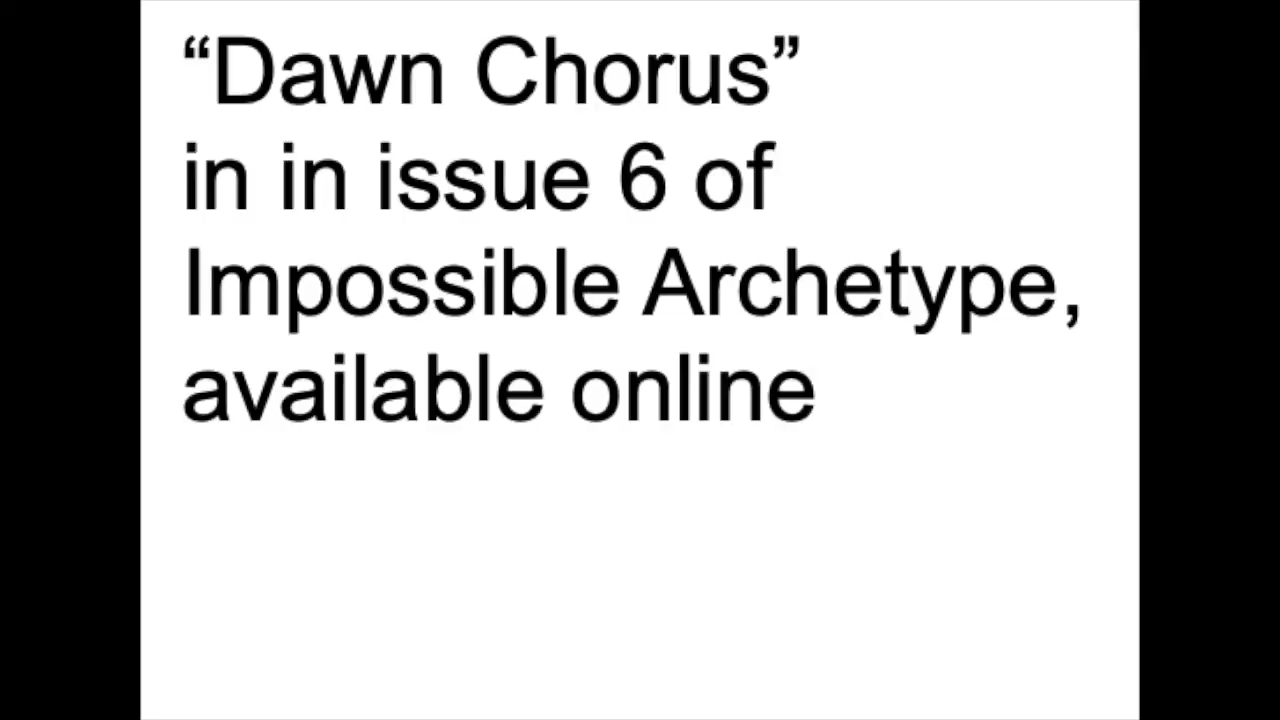 “Dawn Chorus”
in in issue 6 of
Impossible Archetype,
available online